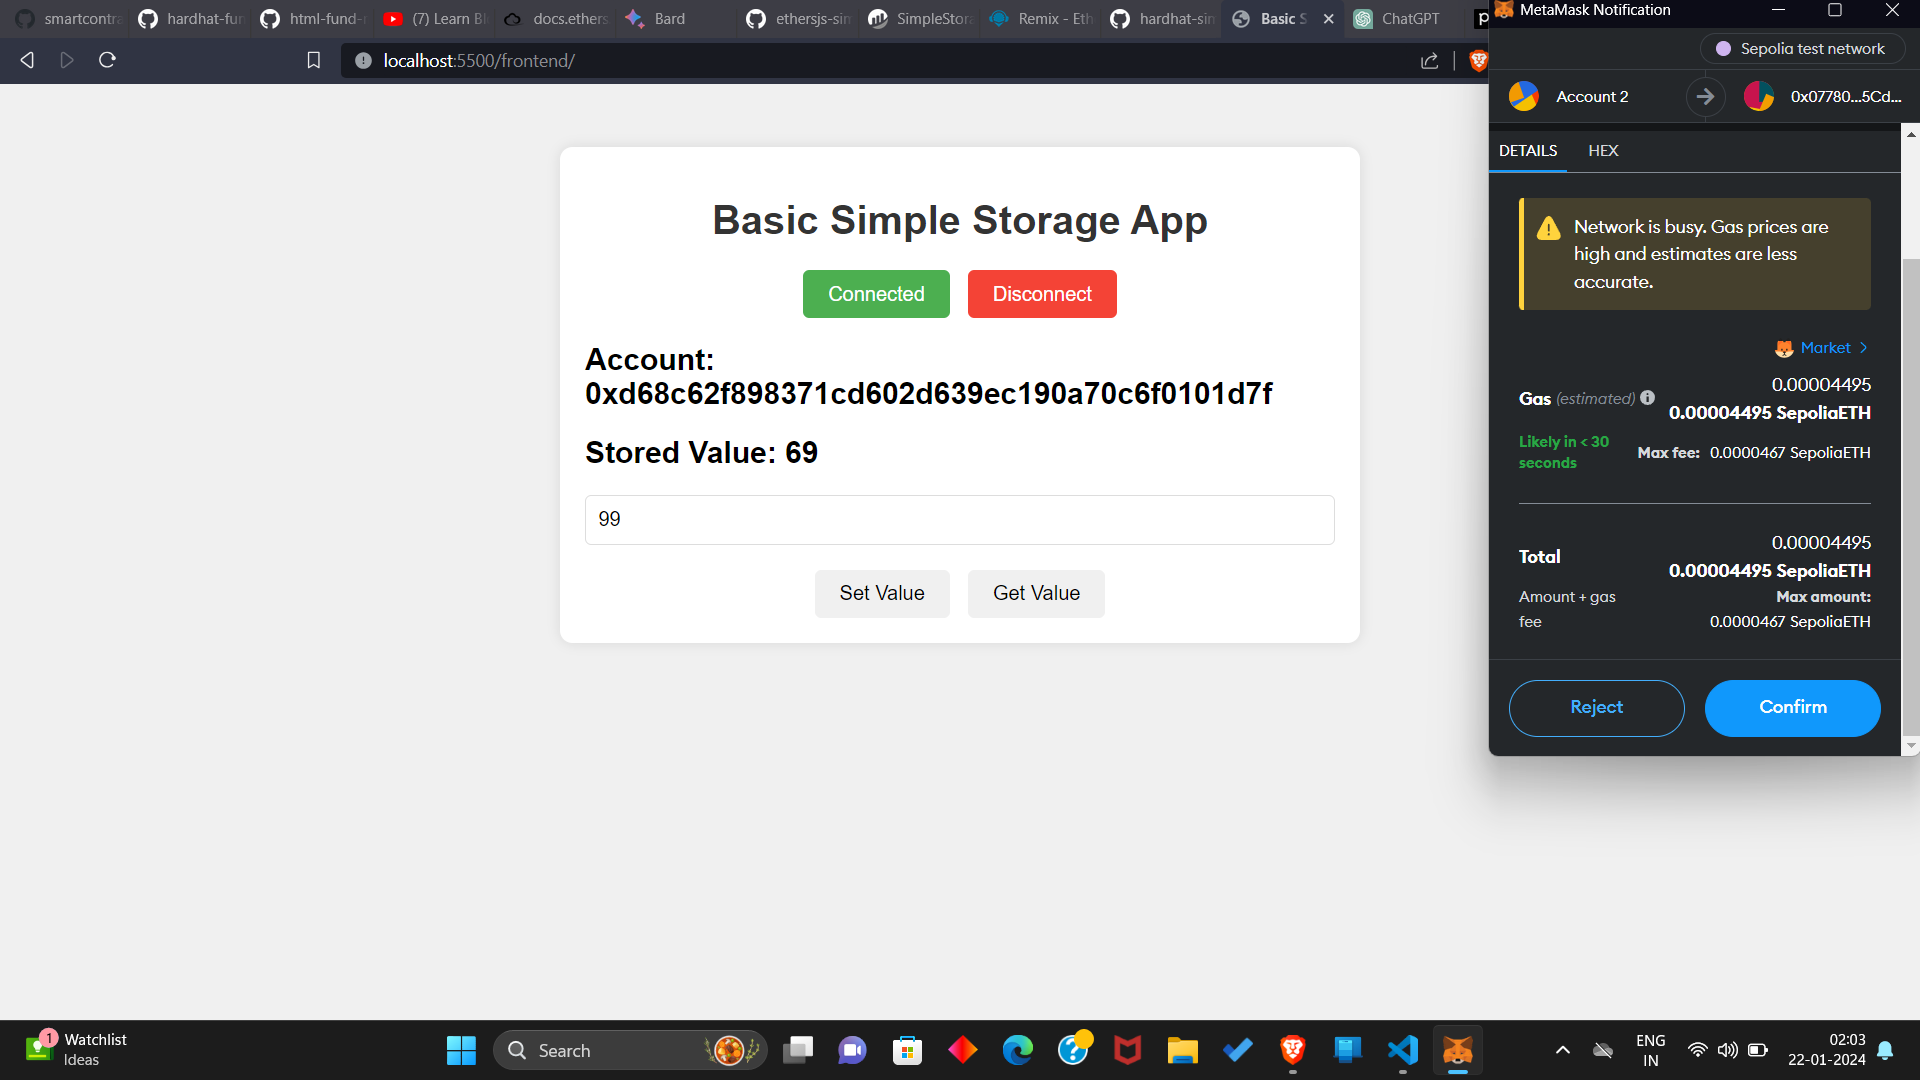 smartcontra
hardhat-fun
html-fund-
(7) Learn Bl
docs.ethers.
Bard
ethersjs-sim
SimpleStora
Remix - Eth
hardhat-sim
Basic S
ChatGPT
localhost:5500/frontend/
Basic Simple Storage App
Connected
Disconnect
Account:
0xd68c62f898371cd602d639ec190a70c6f0101d7f
Stored Value: 69
99
Set Value
Get Value
MetaMask Notification
Sepolia test network
Account 2
0x07780...5Cd...
DETAILS
HEX
Network is busy. Gas prices are
high and estimates are less
accurate.
Market
Gas (estimated)
0.00004495
0.00004495 SepoliaETH
Likely in < 30
seconds
Max fee: 0.0000467 SepoliaETH
Total
0.00004495
0.00004495 SepoliaETH
Amount + gas
fee
Max amount:
0.0000467 SepoliaETH
Reject
Confirm
1
Watchlist
Ideas
Search
ENG
IN
02:03
22-01-2024